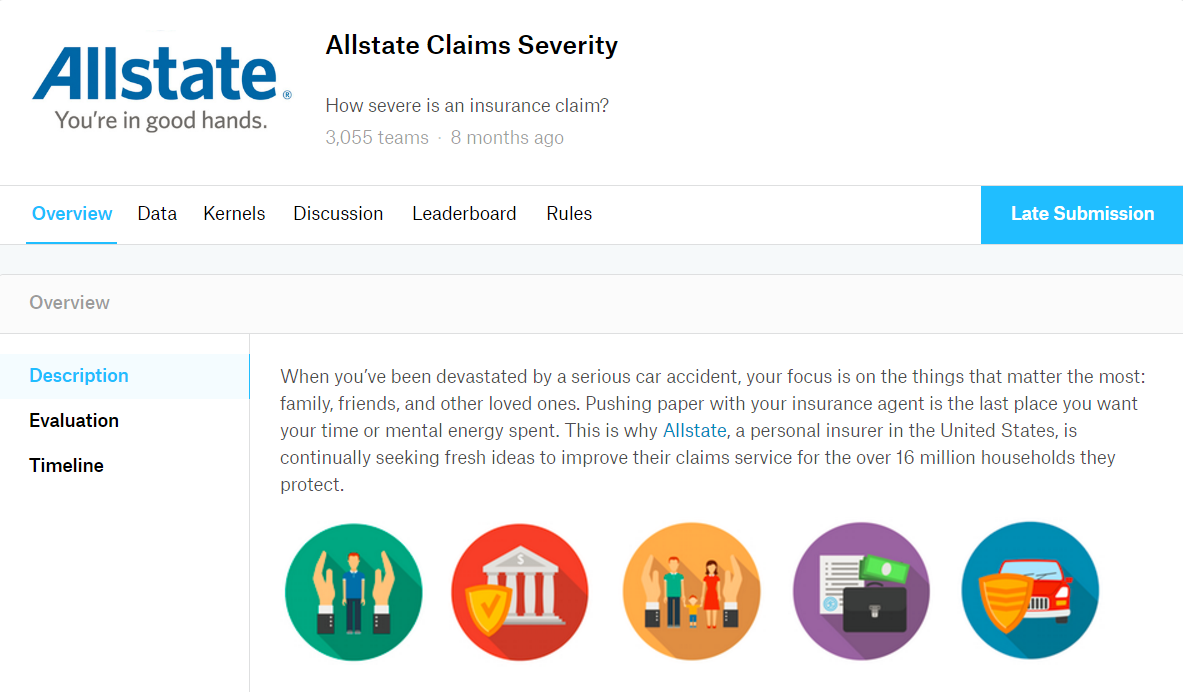 Allstate®
You're in good hands.
Allstate Claims Severity
How severe is an insurance claim?
3,055 teams · 8 months ago
Overview Data Kernels Discussion Leaderboard Rules Late Submission
Overview
Description
Evaluation
Timeline
When you’ve been devastated by a serious car accident, your focus is on the things that matter the most:
family, friends, and other loved ones. Pushing paper with your insurance agent is the last place you want
your time or mental energy spent. This is why Allstate, a personal insurer in the United States, is
continually seeking fresh ideas to improve their claims service for the over 16 million households they
protect.
$